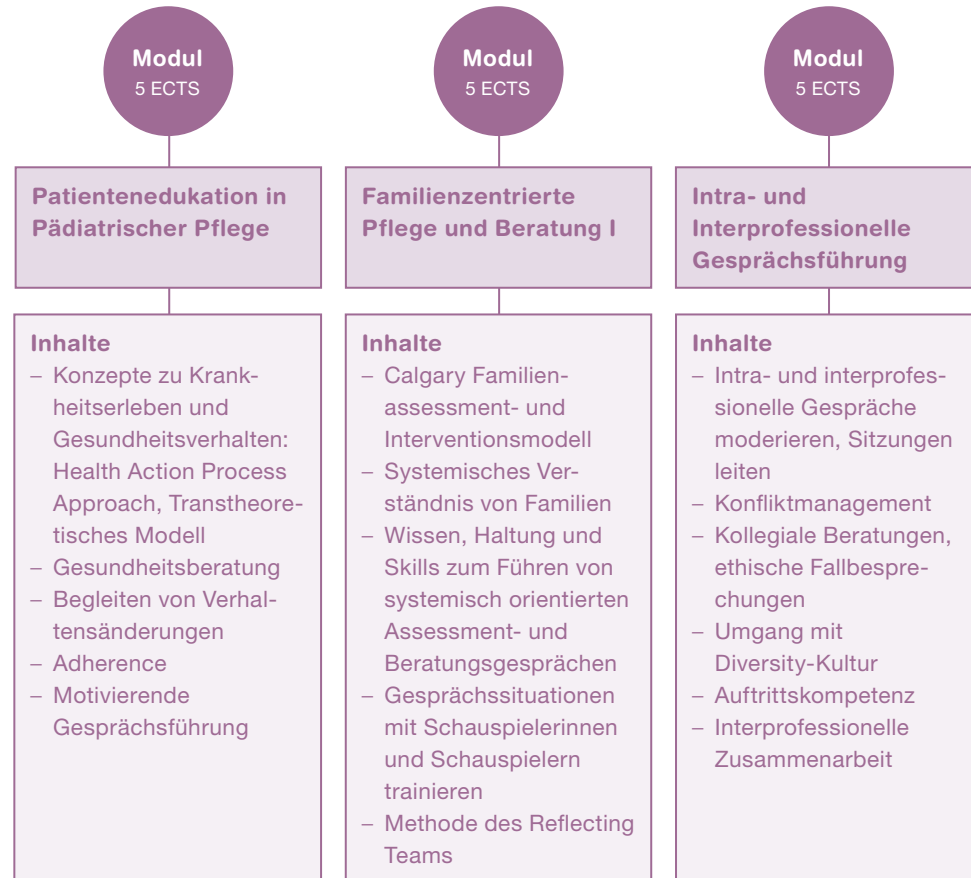 Modul
5 ECTS
Patientenedukation in
Pädiatrischer Pflege
Inhalte
– Konzepte zu Krank-
heitserleben und
Gesundheitsverhalten:
Health Action Process
Approach, Transtheore-
tisches Modell
– Gesundheitsberatung
– Begleiten von Verhal-
tensänderungen
– Adherence
– Motivierende
Gesprächsführung
Modul
5 ECTS
Familienzentrierte
Pflege und Beratung I
Inhalte
– Calgary Familien-
assessment- und
Interventionsmodell
– Systemisches Ver-
ständnis von Familien
– Wissen, Haltung und
Skills zum Führen von
systemisch orientierten
Assessment- und
Beratungsgesprächen
– Gesprächssituationen
mit Schauspielerinnen
und Schauspielern
trainieren
– Methode des Reflecting
Teams
Modul
5 ECTS
Intra- und
Interprofessionelle
Gesprächsführung
Inhalte
– Intra- und interprofes-
sionelle Gespräche
moderieren, Sitzungen
leiten
– Konfliktmanagement
– Kollegiale Beratungen,
ethische Fallbespre-
chungen
– Umgang mit
Diversity-Kultur
– Auftrittskompetenz
– Interprofessionelle
Zusammenarbeit